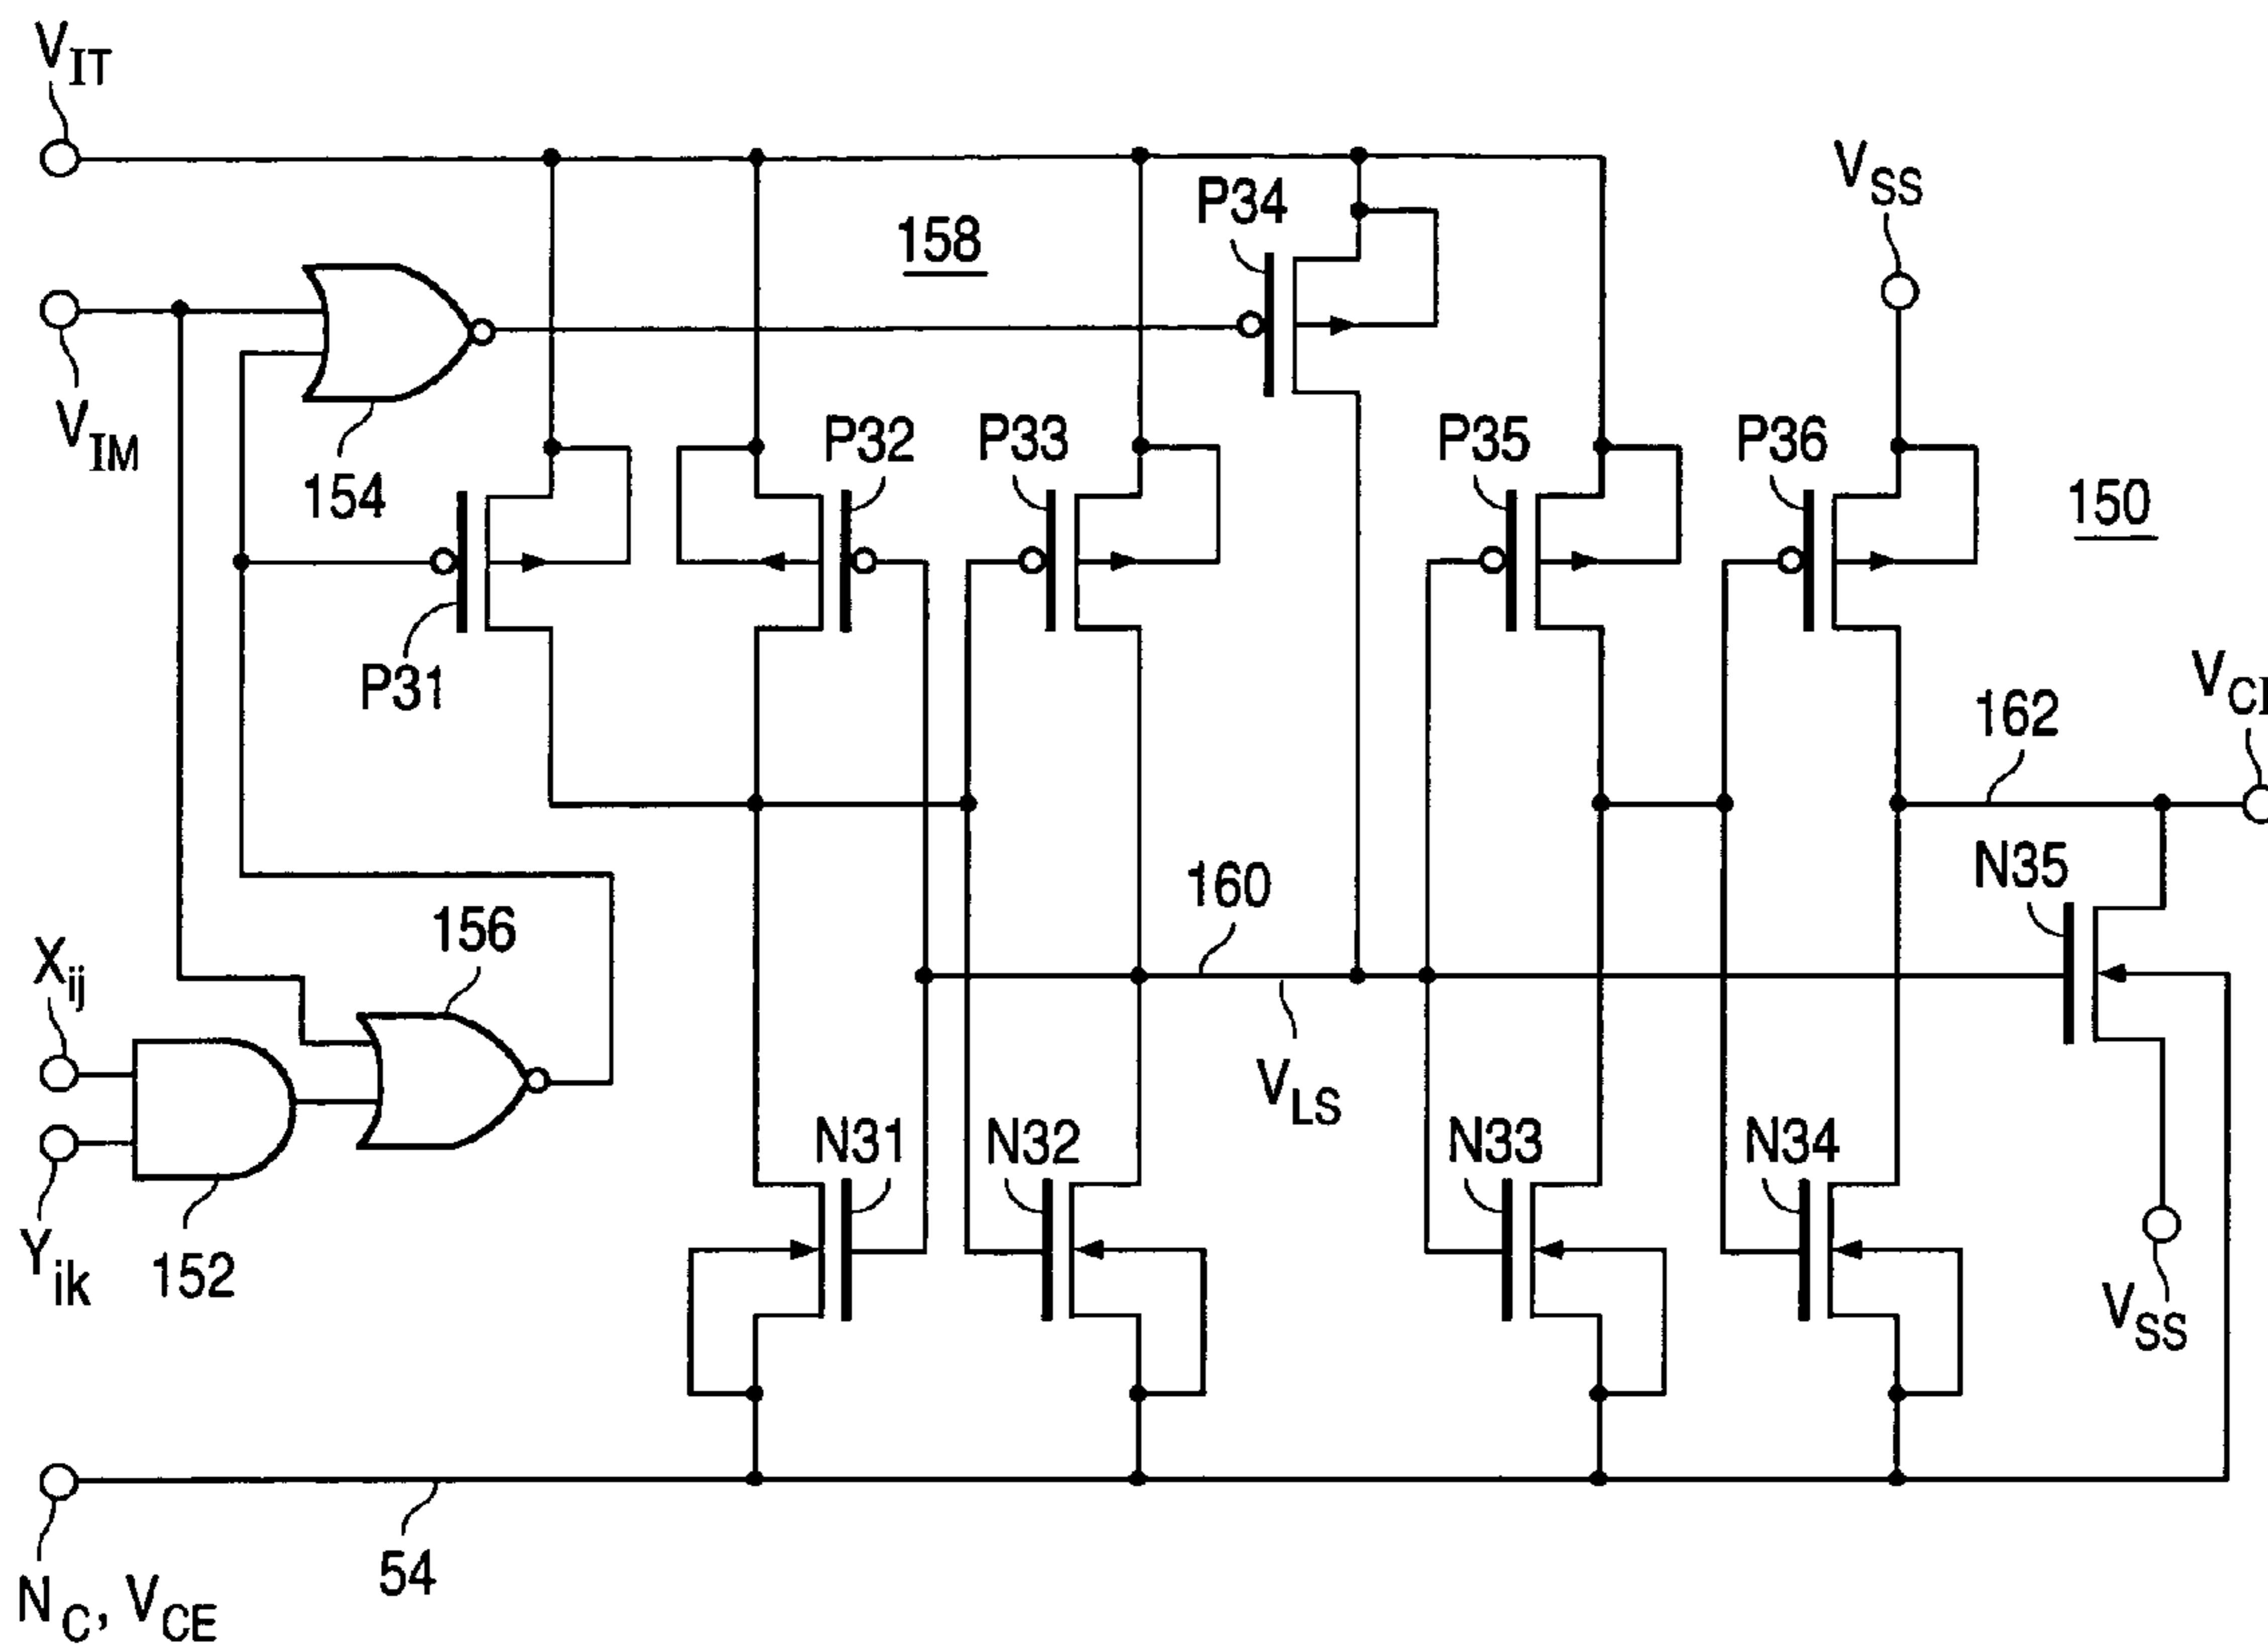 V_IT
V_SS
P34
158
V_IM
154
P32
P33
P35
P36
150
P31
162
V_CI
N35
156
160
X_ij
V_LS
N31
N32
N33
N34
Y_ik
152
V_SS
54
N_C, V_CE